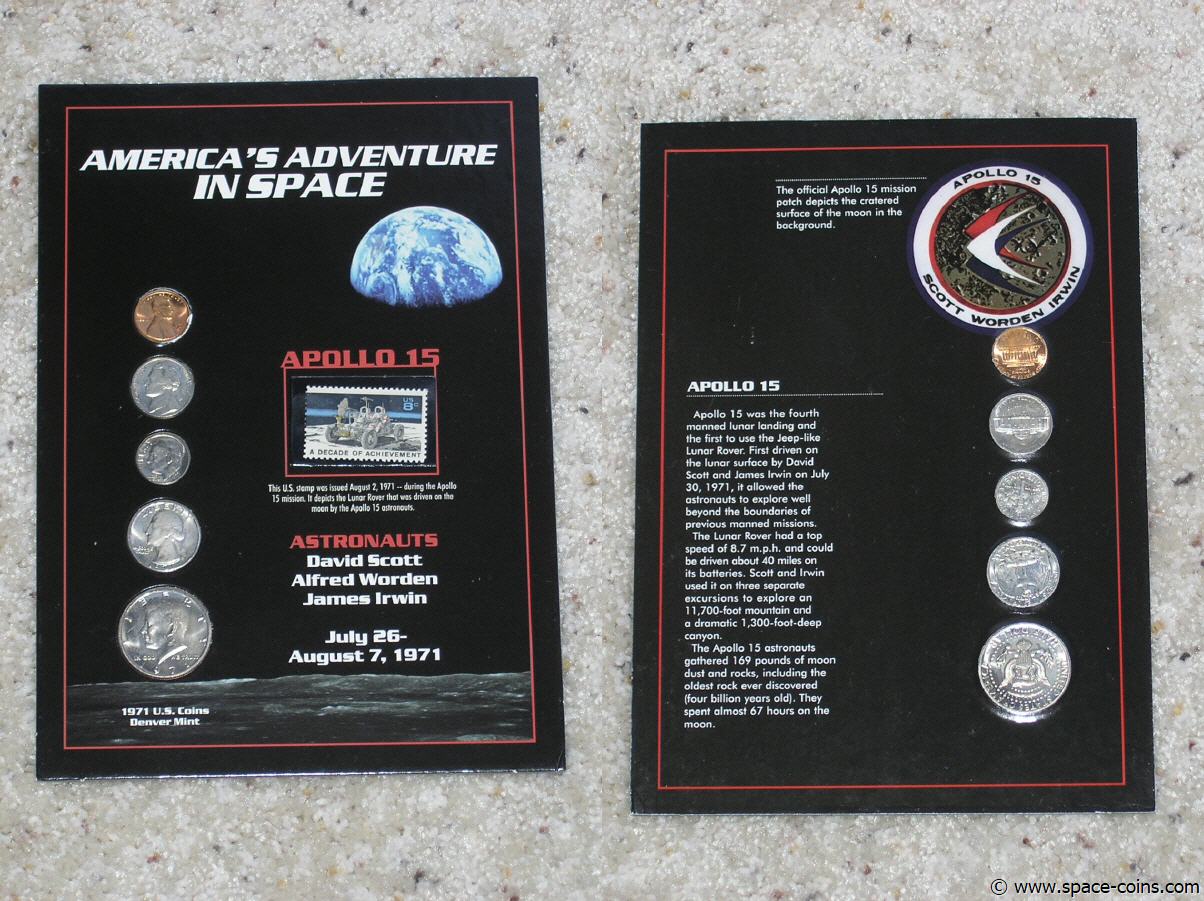 AMERICA'S ADVENTURE
IN SPACE
APOLLO 15
US
8c
A DECADE OF ACHIEVEMENT
This U.S. stamp was issued August 2, 1971 -- during the Apollo
15 mission. It depicts the Lunar Rover that was driven on the
moon by the Apollo 15 astronauts.
ASTRONAUTS
David Scott
Alfred Worden
James Irwin
July 26-
August 7, 1971
1971 U.S. Coins
Denver Mint
The official Apollo 15 mission
patch depicts the cratered
surface of the moon in the
background.
APOLLO 15
SCOTT WORDEN IRWIN
APOLLO 15
Apollo 15 was the fourth
manned lunar landing and
the first to use the Jeep-like
Lunar Rover. First driven on
the lunar surface by David
Scott and James Irwin on July
30, 1971, it allowed the
astronauts to explore well
beyond the boundaries of
previous manned missions.
The Lunar Rover had a top
speed of 8.7 m.p.h. and could
be driven about 40 miles on
its batteries. Scott and Irwin
used it on three separate
excursions to explore an
11,700-foot mountain and
a dramatic 1,300-foot-deep
canyon.
The Apollo 15 astronauts
gathered 169 pounds of moon
dust and rocks, including the
oldest rock ever discovered
(four billion years old). They
spent almost 67 hours on the
moon.
© www.space-coins.com